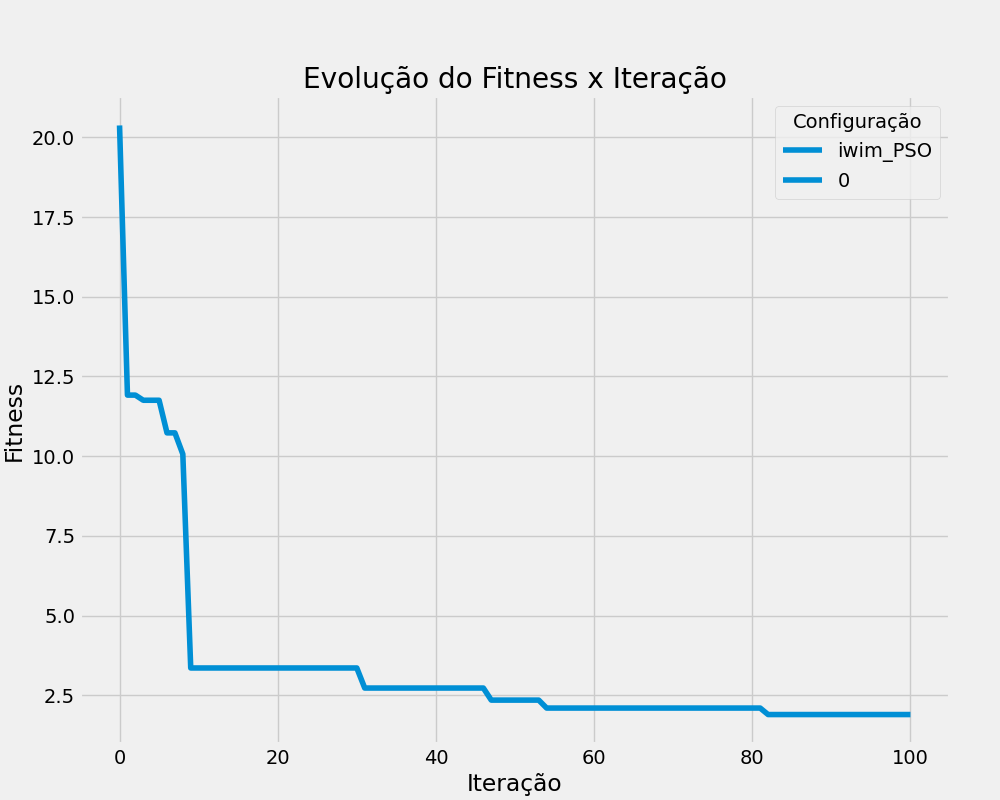 Evolução do Fitness x Iteração
Configuração
iwim_PSO
0
20.0
17.5
15.0
12.5
10.0
7.5
5.0
2.5
Fitness
0 20 40 60 80 100
Iteração